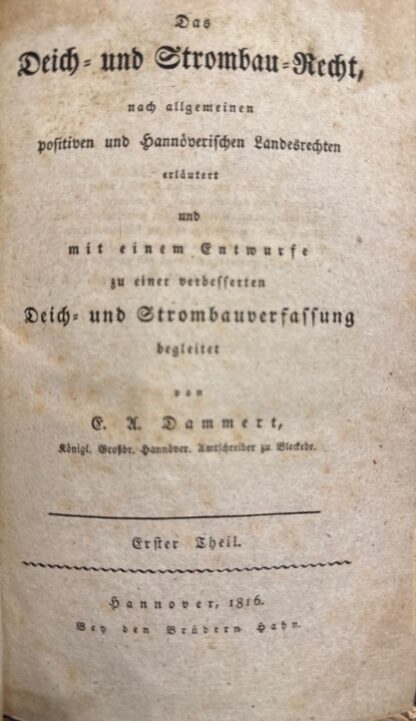 Das
Deich- und Strombau-Recht,
nach allgemeinen
positiven und Hannöverischen Landesrechten
erläutert
und
mit einem Entwurfe
zu einer verbesserten
Deich- und Strombauverfassung
begleitet
von
E. A. Dammert,
Königl. Großbr. Hannöver. Amtschreiber zu Bleckede.
Erster Theil.
Hannover, 1816.
Bey den Brüdern Hahn.